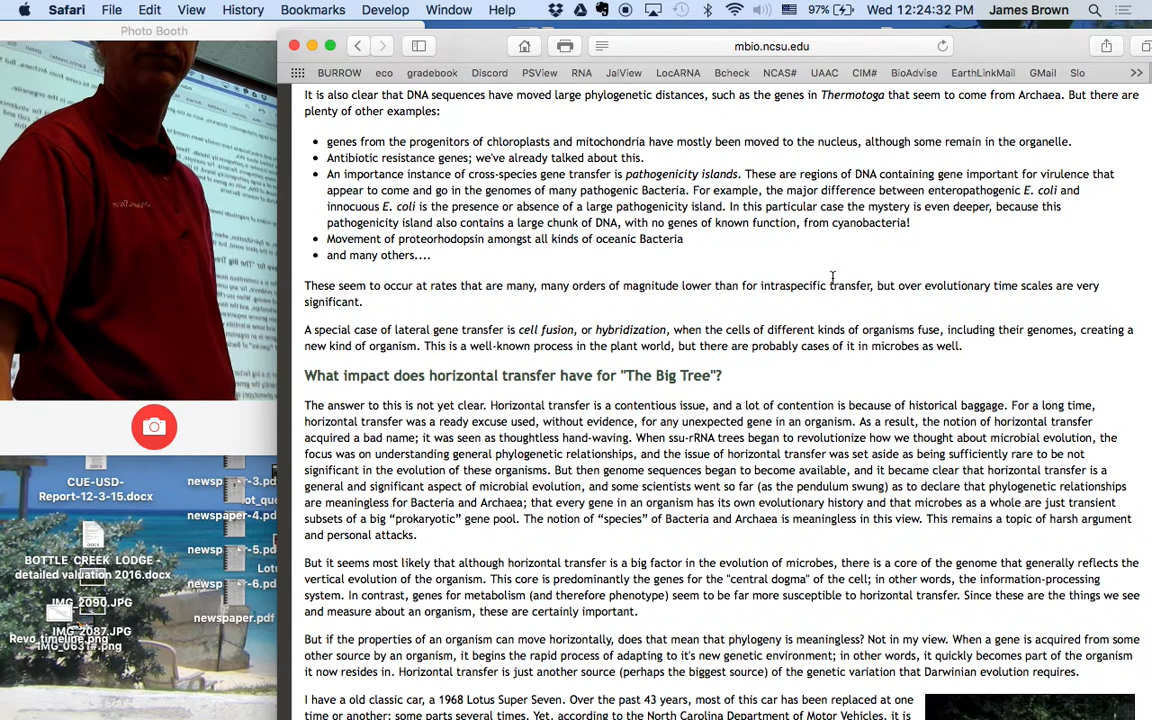 Safari File Edit View History Bookmarks Develop Window Help 97% Wed 12:24:32 PM James Brown
Photo Booth
mbio.ncsu.edu
BURROW eco gradebook Discord PSView RNA JalView LocARNA Bcheck NCAS# UAAC CIM# BioAdvise EarthLinkMail GMail Slo
It is also clear that DNA sequences have moved large phylogenetic distances, such as the genes in Thermotoga that seem to come from Archaea. But there are
plenty of other examples:
• genes from the progenitors of chloroplasts and mitochondria have mostly been moved to the nucleus, although some remain in the organelle.
• Antibiotic resistance genes; we've already talked about this.
• An importance instance of cross-species gene transfer is pathogenicity islands. These are regions of DNA containing gene important for virulence that
appear to come and go in the genomes of many pathogenic Bacteria. For example, the major difference between enteropathogenic E. coli and
innocuous E. coli is the presence or absence of a large pathogenicity island. In this particular case the mystery is even deeper, because this
pathogenicity island also contains a large chunk of DNA, with no genes of known function, from cyanobacteria!
• Movement of proteorhodopsin amongst all kinds of oceanic Bacteria
• and many others....
These seem to occur at rates that are many, many orders of magnitude lower than for intraspecific transfer, but over evolutionary time scales are very
significant.
A special case of lateral gene transfer is cell fusion, or hybridization, when the cells of different kinds of organisms fuse, including their genomes, creating a
new kind of organism. This is a well-known process in the plant world, but there are probably cases of it in microbes as well.
What impact does horizontal transfer have for "The Big Tree"?
The answer to this is not yet clear. Horizontal transfer is a contentious issue, and a lot of contention is because of historical baggage. For a long time,
horizontal transfer was a ready excuse used, without evidence, for any unexpected gene in an organism. As a result, the notion of horizontal transfer
acquired a bad name; it was seen as thoughtless hand-waving. When ssu-rRNA trees began to revolutionize how we thought about microbial evolution, the
focus was on understanding general phylogenetic relationships, and the issue of horizontal transfer was set aside as being sufficiently rare to be not
significant in the evolution of these organisms. But then genome sequences began to become available, and it became clear that horizontal transfer is a
general and significant aspect of microbial evolution, and some scientists went so far (as the pendulum swung) as to declare that phylogenetic relationships
are meaningless for Bacteria and Archaea; that every gene in an organism has its own evolutionary history and that microbes as a whole are just transient
subsets of a big “prokaryotic” gene pool. The notion of “species” of Bacteria and Archaea is meaningless in this view. This remains a topic of harsh argument
and personal attacks.
But it seems most likely that although horizontal transfer is a big factor in the evolution of microbes, there is a core of the genome that generally reflects the
vertical evolution of the organism. This core is predominantly the genes for the "central dogma" of the cell; in other words, the information-processing
system. In contrast, genes for metabolism (and therefore phenotype) seem to be far more susceptible to horizontal transfer. Since these are the things we see
and measure about an organism, these are certainly important.
But if the properties of an organism can move horizontally, does that mean that phylogeny is meaningless? Not in my view. When a gene is acquired from some
other source by an organism, it begins the rapid process of adapting to it's new genetic environment; in other words, it quickly becomes part of the organism
it now resides in. Horizontal transfer is just another source (perhaps the biggest source) of the genetic variation that Darwinian evolution requires.
I have a old classic car, a 1968 Lotus Super Seven. Over the past 43 years, most of this car has been replaced at one
time or another; some parts several times. Yet, according to the North Carolina Department of Motor Vehicles, it is
CUE-USD-
Report-12-3-15.docx
BOTTLE CREEK LODGE -
detailed valuation 2016.docx
IMG_2090.JPG
IMG_2087.JPG
Revo_timeline.png
newsp -3.pdf
newspaper-4.pdf
newsp -5.pdf
newsp -6.pdf
newspaper.pdf